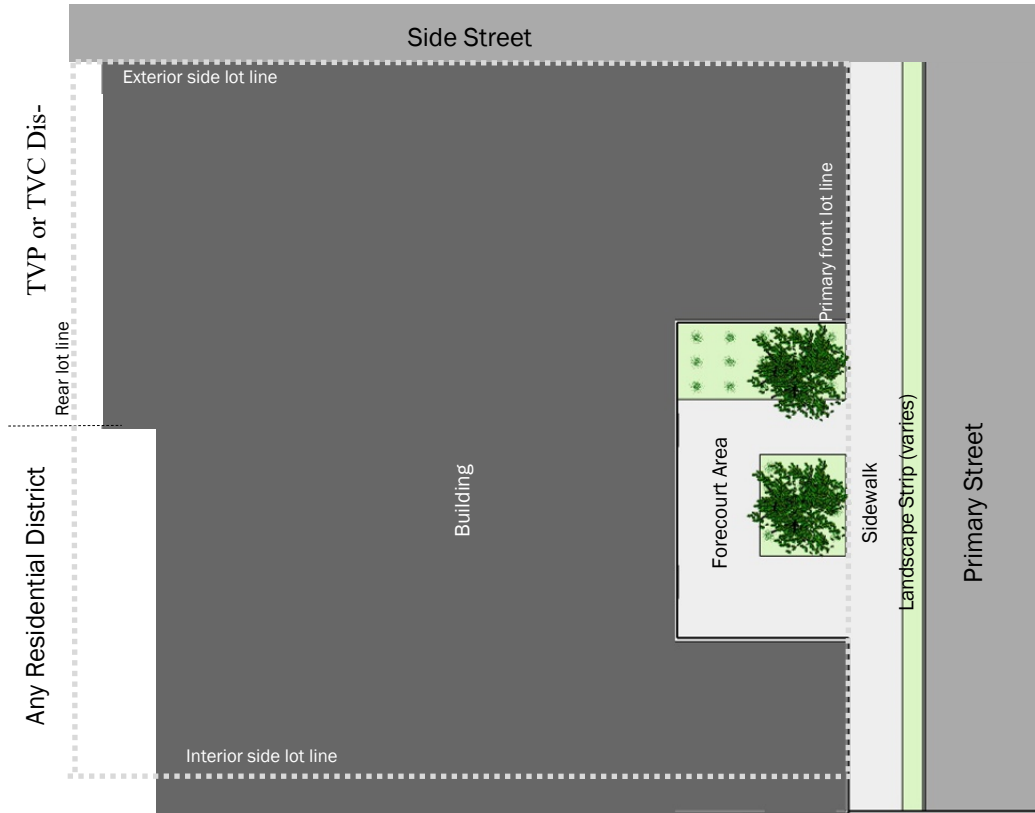 Side Street
Exterior side lot line
TVP or TVC Dis-
Primary front lot line
Rear lot line
Any Residential District
Building
Forecourt Area
Sidewalk
Landscape Strip (varies)
Primary Street
Interior side lot line